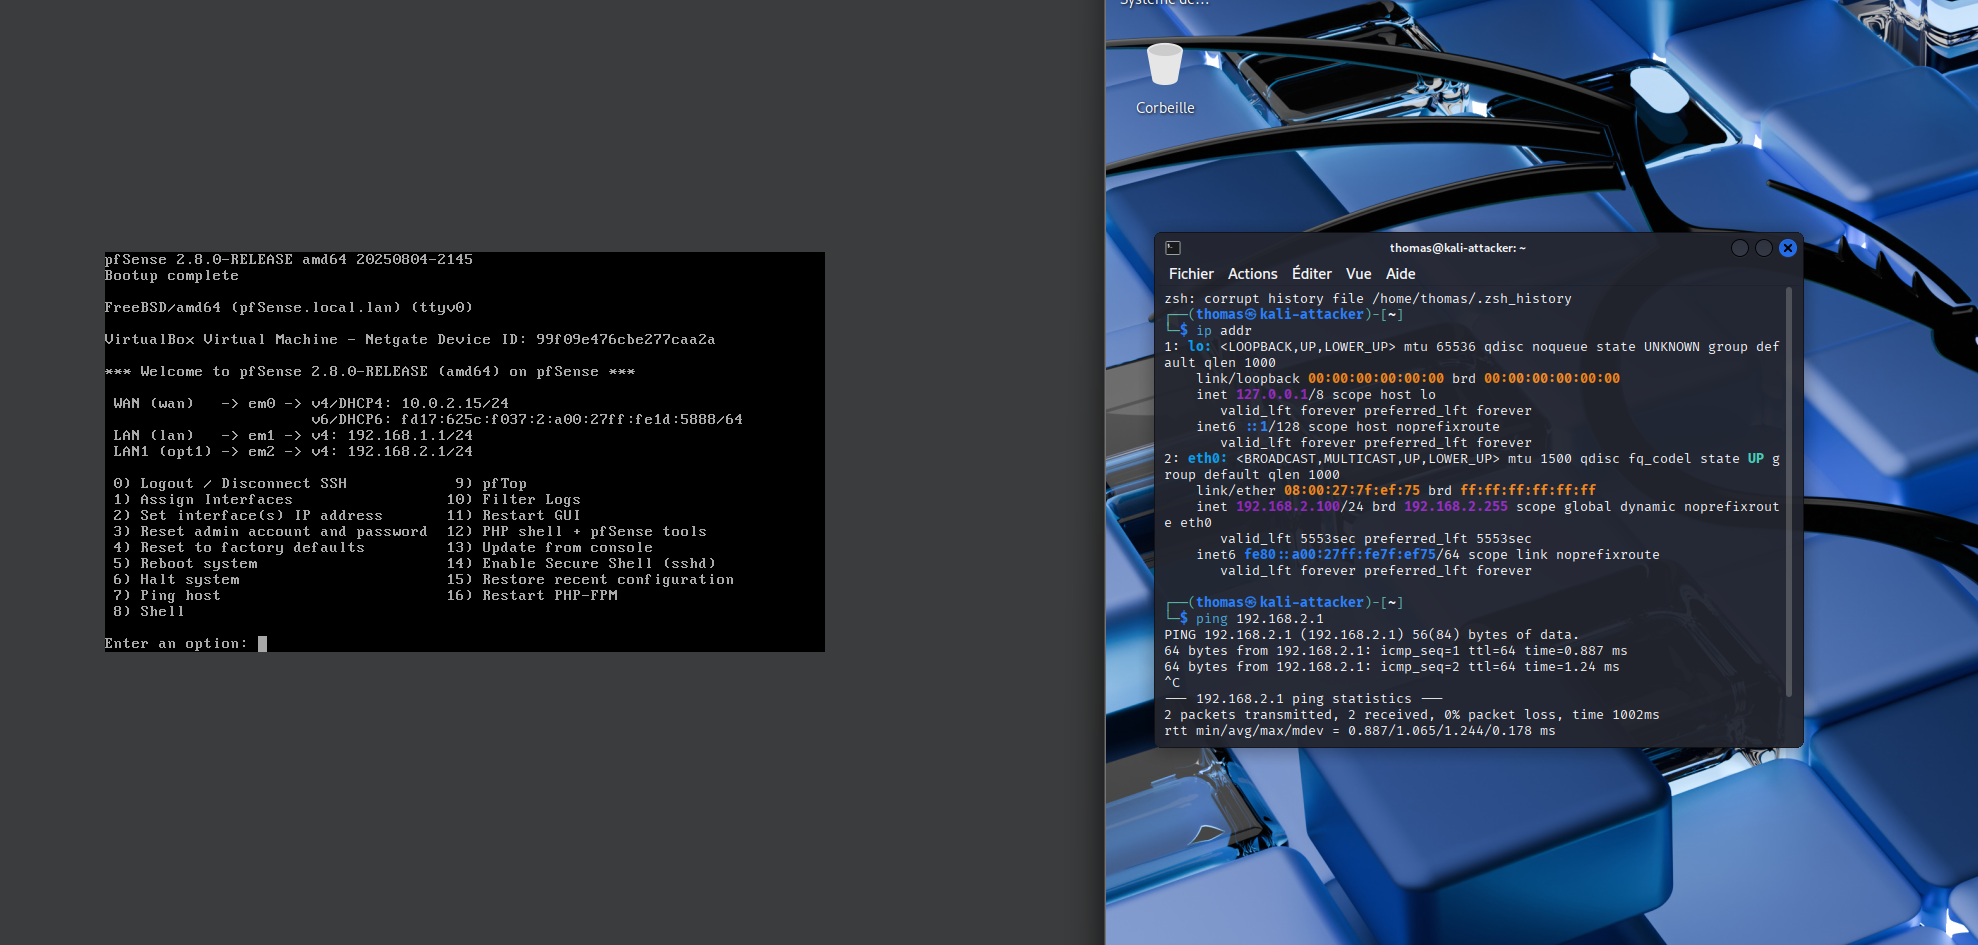 pfSense 2.8.0-RELEASE amd64 20250804-2145
Bootup complete
FreeBSD/amd64 (pfSense.local.lan) (ttyv0)
VirtualBox Virtual Machine - Netgate Device ID: 99f09e476cbe277caa2a
*** Welcome to pfSense 2.8.0-RELEASE (amd64) on pfSense ***
WAN (wan)   -> em0 -> v4/DHCP4: 10.0.2.15/24
v6/DHCP6: fd17:625c:f037:2:a00:27ff:fe1d:5888/64
LAN (lan)   -> em1 -> v4: 192.168.1.1/24
LAN1 (opt1) -> em2 -> v4: 192.168.2.1/24
0) Logout / Disconnect SSH            9) pfTop
1) Assign Interfaces                 10) Filter Logs
2) Set interface(s) IP address       11) Restart GUI
3) Reset admin account and password  12) PHP shell + pfSense tools
4) Reset to factory defaults         13) Update from console
5) Reboot system                     14) Enable Secure Shell (sshd)
6) Halt system                       15) Restore recent configuration
7) Ping host                         16) Restart PHP-FPM
8) Shell
Enter an option:
Système de...
Corbeille
thomas@kali-attacker: ~
Fichier Actions Éditer Vue Aide
zsh: corrupt history file /home/thomas/.zsh_history
┌──(thomas㉿kali-attacker)-[~]
└─$ ip addr
1: lo: <LOOPBACK,UP,LOWER_UP> mtu 65536 qdisc noqueue state UNKNOWN group def
ault qlen 1000
link/loopback 00:00:00:00:00:00 brd 00:00:00:00:00:00
inet 127.0.0.1/8 scope host lo
valid_lft forever preferred_lft forever
inet6 ::1/128 scope host noprefixroute
valid_lft forever preferred_lft forever
2: eth0: <BROADCAST,MULTICAST,UP,LOWER_UP> mtu 1500 qdisc fq_codel state UP g
roup default qlen 1000
link/ether 08:00:27:7f:ef:75 brd ff:ff:ff:ff:ff:ff
inet 192.168.2.100/24 brd 192.168.2.255 scope global dynamic noprefixrout
e eth0
valid_lft 5553sec preferred_lft 5553sec
inet6 fe80::a00:27ff:fe7f:ef75/64 scope link noprefixroute
valid_lft forever preferred_lft forever
┌──(thomas㉿kali-attacker)-[~]
└─$ ping 192.168.2.1
PING 192.168.2.1 (192.168.2.1) 56(84) bytes of data.
64 bytes from 192.168.2.1: icmp_seq=1 ttl=64 time=0.887 ms
64 bytes from 192.168.2.1: icmp_seq=2 ttl=64 time=1.24 ms
^C
--- 192.168.2.1 ping statistics ---
2 packets transmitted, 2 received, 0% packet loss, time 1002ms
rtt min/avg/max/mdev = 0.887/1.065/1.244/0.178 ms